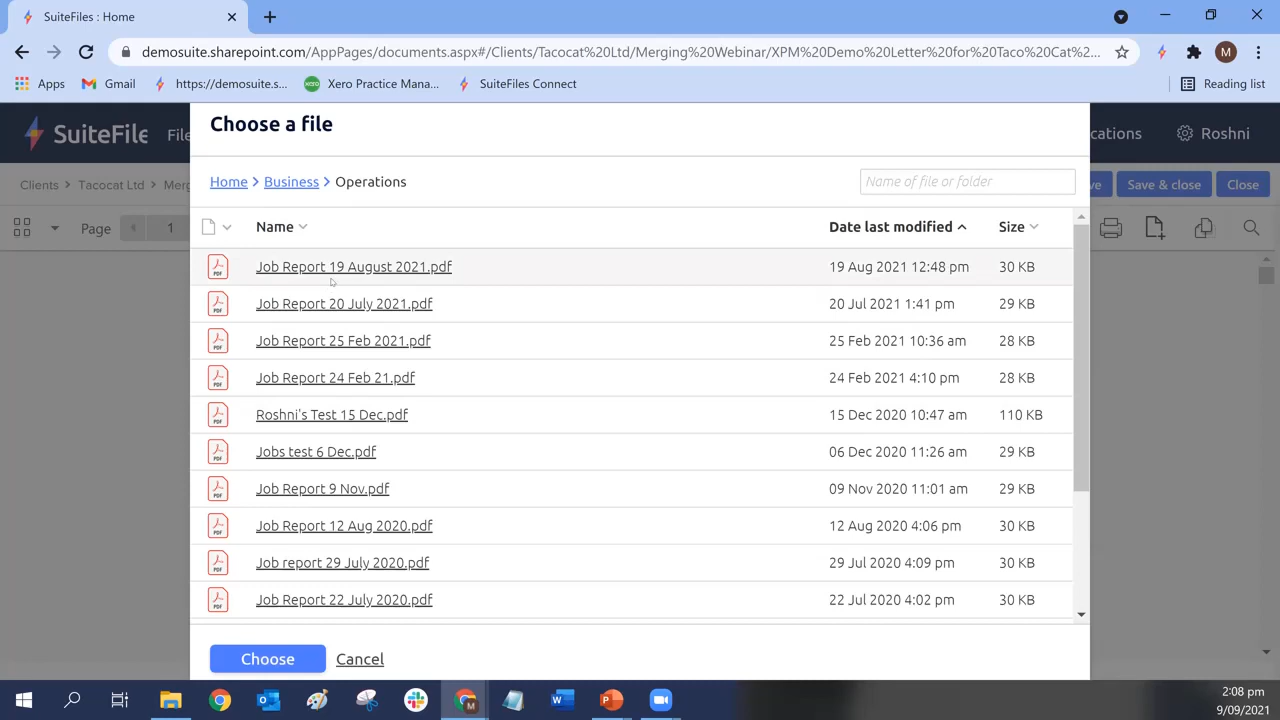 SuiteFiles : Home
demosuite.sharepoint.com/AppPages/documents.aspx#/Clients/Tacocat%20Ltd/Merging%20Webinar/XPM%20Demo%20Letter%20for%20Taco%20Cat%2...
M
Apps Gmail https://demosuite.s... xero Xero Practice Mana... SuiteFiles Connect Reading list
Choose a file
SuiteFile File cations Roshni
Home > Business > Operations Name of file or folder
Clients > Tacocat Ltd > Mer ve Save & close Close
Page 1
Name Date last modified Size
Job Report 19 August 2021.pdf 19 Aug 2021 12:48 pm 30 KB
Job Report 20 July 2021.pdf 20 Jul 2021 1:41 pm 29 KB
Job Report 25 Feb 2021.pdf 25 Feb 2021 10:36 am 28 KB
Job Report 24 Feb 21.pdf 24 Feb 2021 4:10 pm 28 KB
Roshni's Test 15 Dec.pdf 15 Dec 2020 10:47 am 110 KB
Jobs test 6 Dec.pdf 06 Dec 2020 11:26 am 29 KB
Job Report 9 Nov.pdf 09 Nov 2020 11:01 am 29 KB
Job Report 12 Aug 2020.pdf 12 Aug 2020 4:06 pm 30 KB
Job report 29 July 2020.pdf 29 Jul 2020 4:09 pm 30 KB
Job Report 22 July 2020.pdf 22 Jul 2020 4:02 pm 30 KB
Choose Cancel
2:08 pm
9/09/2021